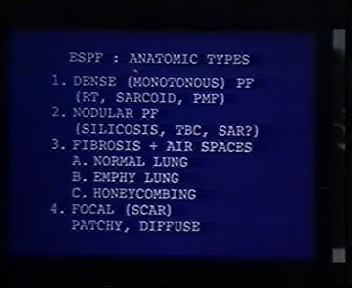 ESPF : ANATOMIC TYPES
1. DENSE (MONOTONOUS) PF
(RT, SARCOID, PMF)
2. NODULAR PF
(SILICOSIS, TBC, SAR?)
3. FIBROSIS + AIR SPACES
A. NORMAL LUNG
B. EMPHY LUNG
C. HONEYCOMBING
4. FOCAL (SCAR)
PATCHY, DIFFUSE